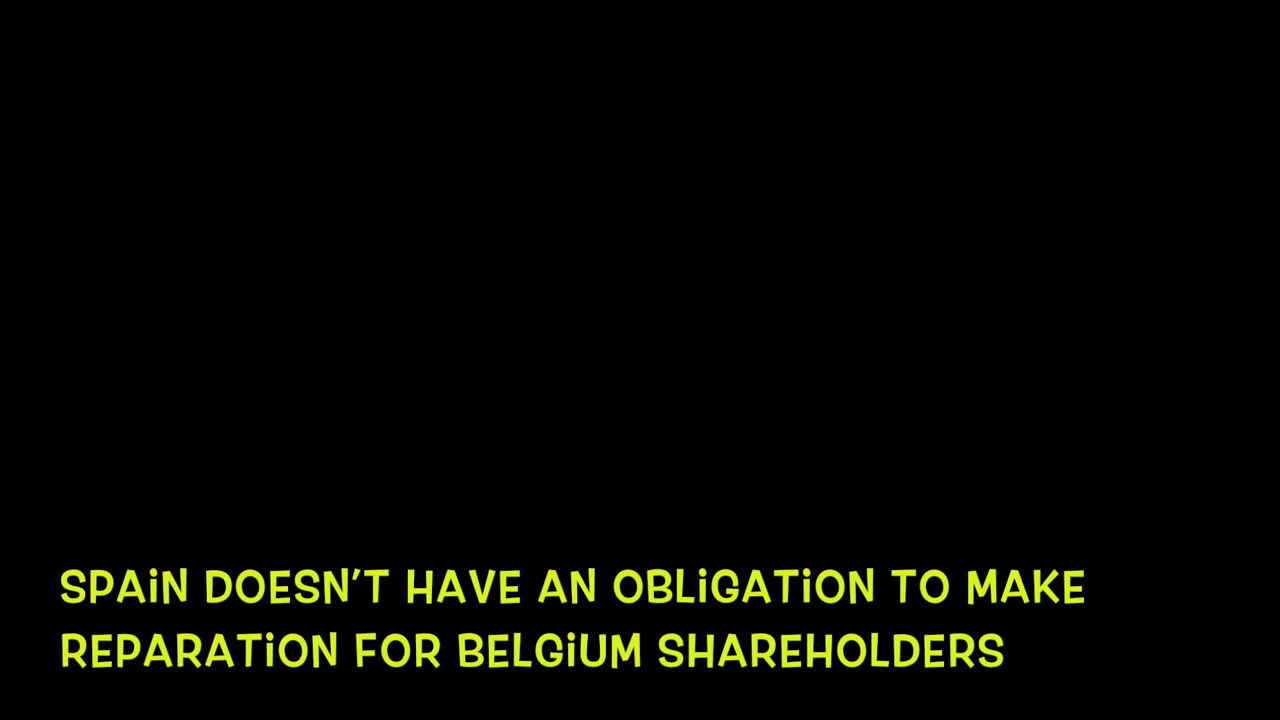 SPAiN DOESN'T HAVE AN OBLiGATiON TO MAKE
REPARATiON FOR BELGiUM SHAREHOLDERS